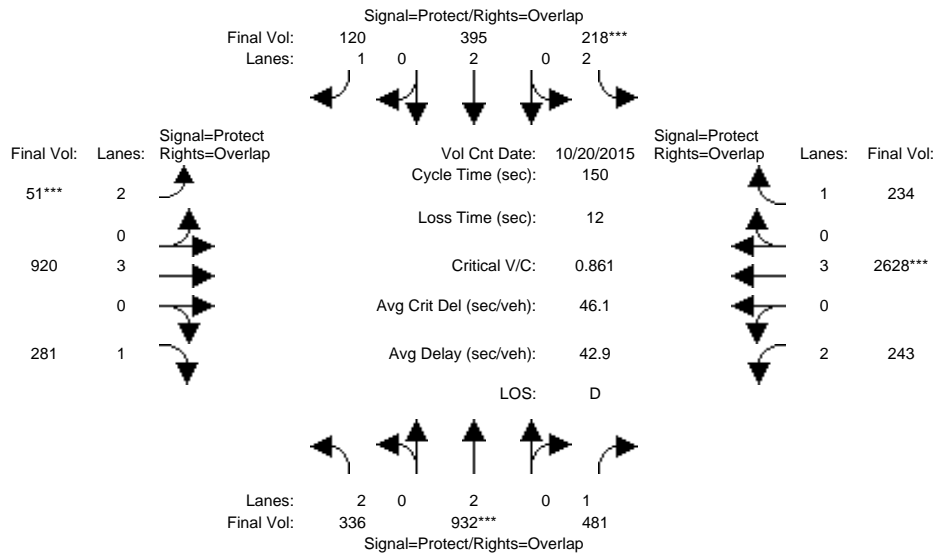 Signal=Protect/Rights=Overlap
Final Vol: 120 395 218***
Lanes: 1 0 2 0 2
Signal=Protect
Final Vol: Lanes: Rights=Overlap
Vol Cnt Date: 10/20/2015
Signal=Protect
Rights=Overlap Lanes: Final Vol:
Cycle Time (sec): 150
51*** 2
1 234
Loss Time (sec): 12
0
0
920 3
Critical V/C: 0.861
3 2628***
0
Avg Crit Del (sec/veh): 46.1
0
281 1
Avg Delay (sec/veh): 42.9
2 243
LOS: D
Lanes: 2 0 2 0 1
Final Vol: 336 932*** 481
Signal=Protect/Rights=Overlap